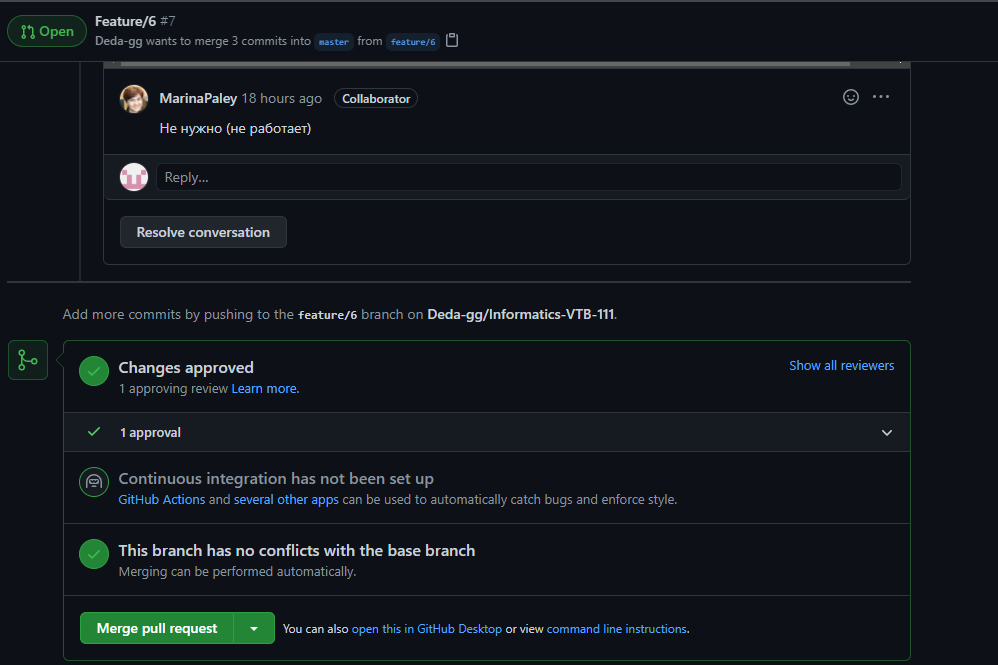 Open
Feature/6 #7
Deda-gg wants to merge 3 commits into master from feature/6
MarinaPaley 18 hours ago Collaborator
Не нужно (не работает)
Reply...
Resolve conversation
Add more commits by pushing to the feature/6 branch on Deda-gg/Informatics-VTB-111.
Changes approved
Show all reviewers
1 approving review Learn more.
1 approval
Continuous integration has not been set up
GitHub Actions and several other apps can be used to automatically catch bugs and enforce style.
This branch has no conflicts with the base branch
Merging can be performed automatically.
Merge pull request
You can also open this in GitHub Desktop or view command line instructions.